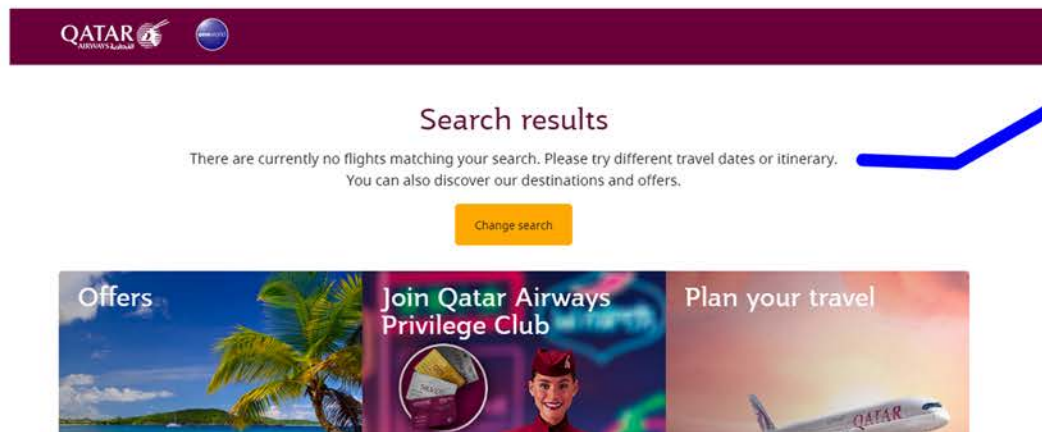 QATAR
AIRWAYS القطرية
oneworld
Search results
There are currently no flights matching your search. Please try different travel dates or itinerary.
You can also discover our destinations and offers.
Change search
Offers
Join Qatar Airways
Privilege Club
Plan your travel
QATAR